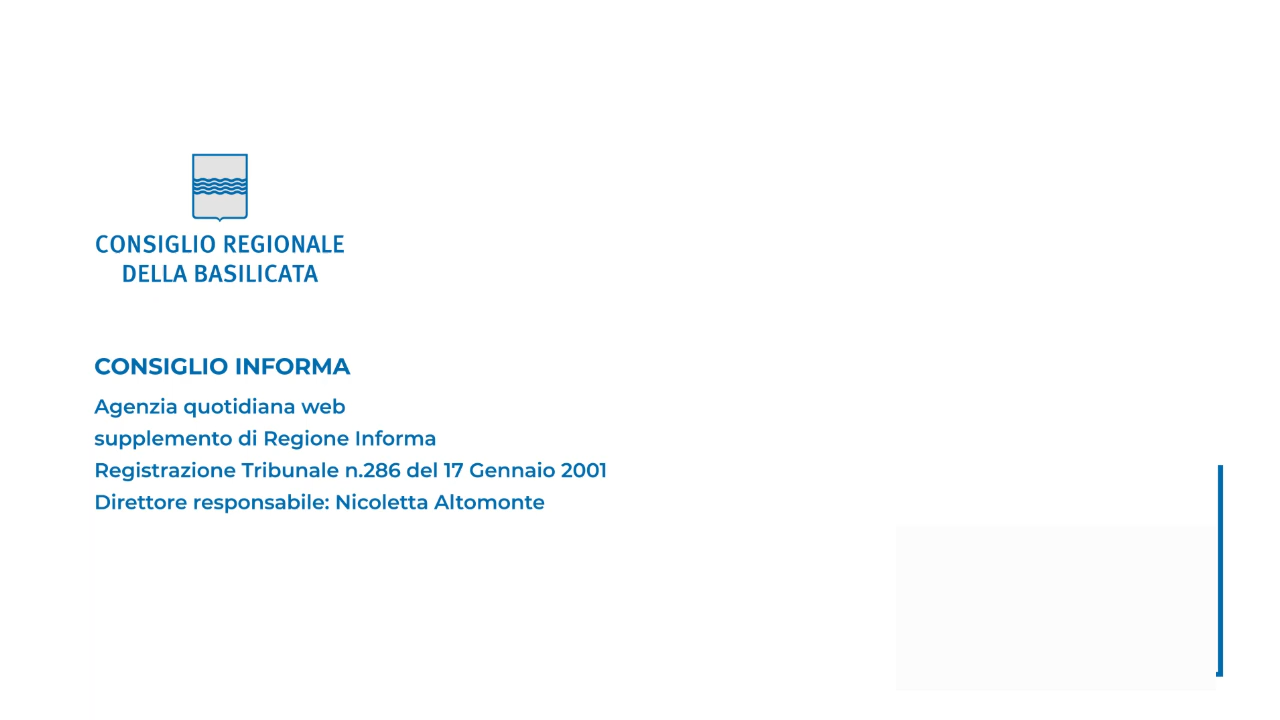 CONSIGLIO REGIONALE
DELLA BASILICATA
CONSIGLIO INFORMA
Agenzia quotidiana web
supplemento di Regione Informa
Registrazione Tribunale n.286 del 17 Gennaio 2001
Direttore responsabile: Nicoletta Altomonte